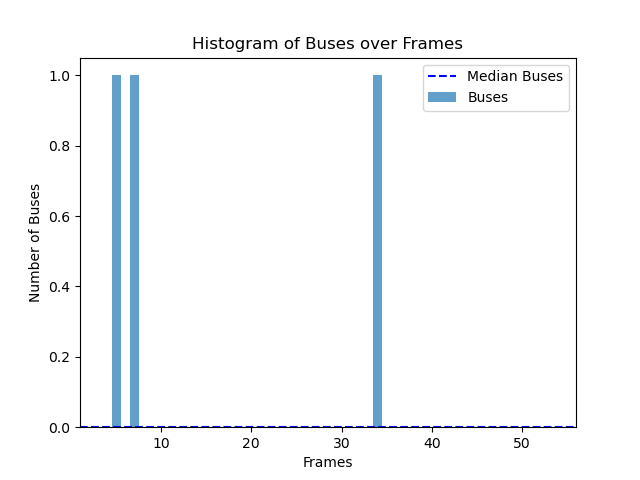 Histogram of Buses over Frames
Median Buses
Buses
1.0
0.8
0.6
0.4
0.2
0.0
Number of Buses
10 20 30 40 50
Frames